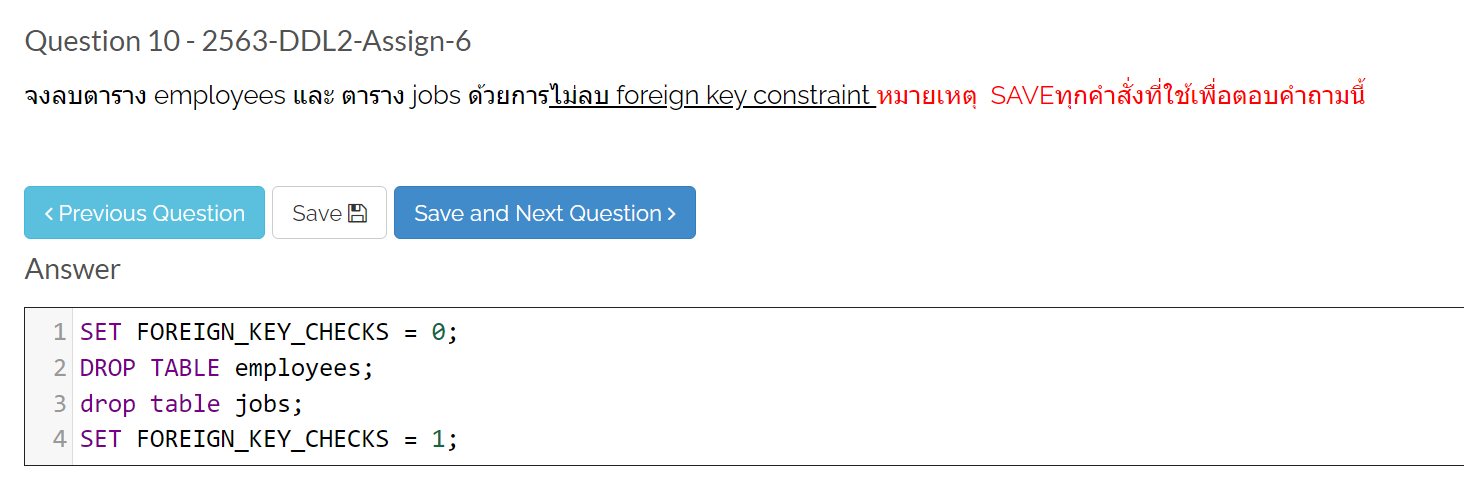 Question 10 - 2563-DDL2-Assign-6
จงลบตาราง employees และ ตาราง jobs ด้วยการไม่ลบ foreign key constraint หมายเหตุ  SAVEทุกคำสั่งที่ใช้เพื่อตอบคำถามนี้
‹ Previous Question Save Save and Next Question ›
Answer
1 SET FOREIGN_KEY_CHECKS = 0;
2 DROP TABLE employees;
3 drop table jobs;
4 SET FOREIGN_KEY_CHECKS = 1;